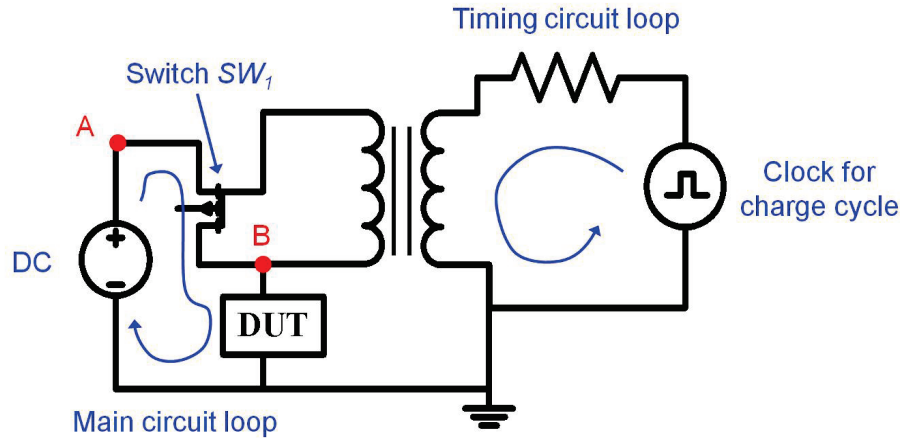 Timing circuit loop
Switch SW₁
A
B
Clock for
charge cycle
+
DC
−
DUT
Main circuit loop